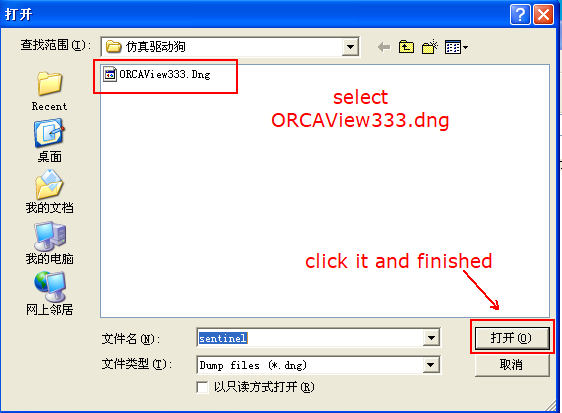 打开
查找范围(I):
仿真驱动狗
ORCAView333.Dng
select
ORCAView333.dng
Recent
桌面
我的文档
我的电脑
网上邻居
click it and finished
文件名(N):
sentinel
打开(O)
文件类型(T):
Dump files (*.dng)
取消
以只读方式打开(R)